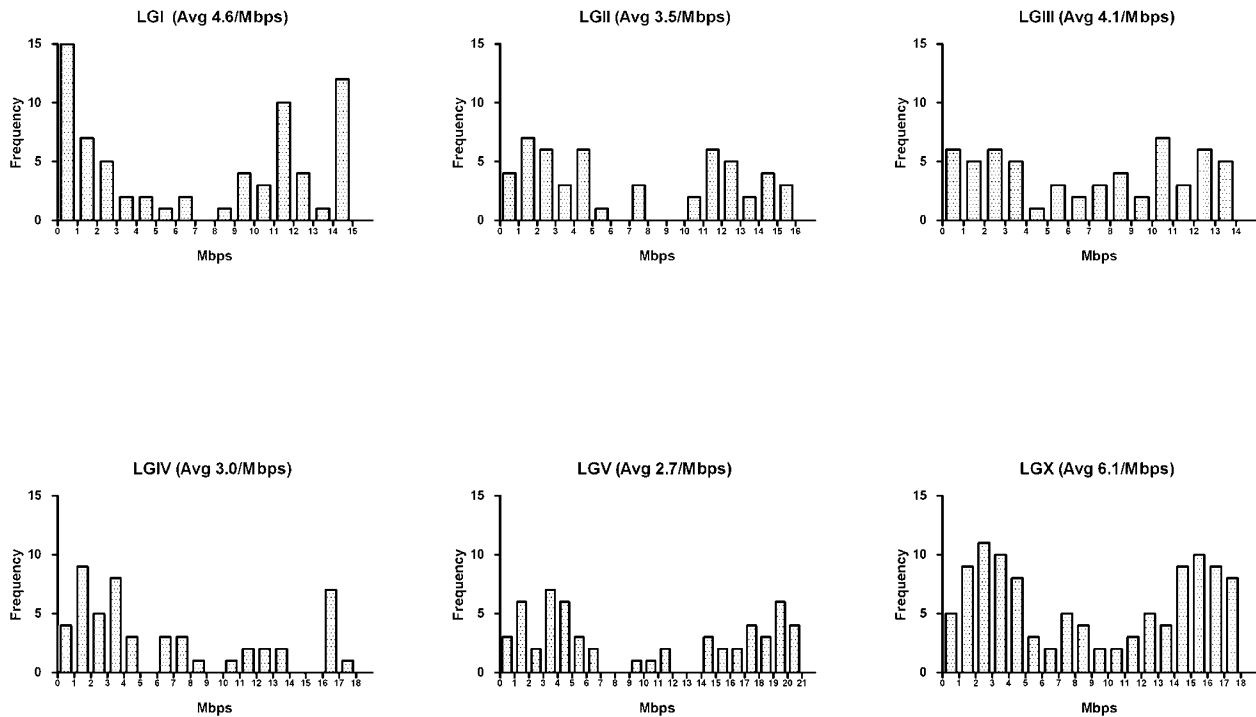 LGI (Avg 4.6/Mbps)
15
10
5
0
Frequency
0 1 2 3 4 5 6 7 8 9 10 11 12 13 14 15
Mbps
LGII (Avg 3.5/Mbps)
15
10
5
0
Frequency
0 1 2 3 4 5 6 7 8 9 10 11 12 13 14 15 16
Mbps
LGIII (Avg 4.1/Mbps)
15
10
5
0
Frequency
0 1 2 3 4 5 6 7 8 9 10 11 12 13 14
Mbps
LGIV (Avg 3.0/Mbps)
15
10
5
0
Frequency
0 1 2 3 4 5 6 7 8 9 10 11 12 13 14 15 16 17 18
Mbps
LGV (Avg 2.7/Mbps)
15
10
5
0
Frequency
0 1 2 3 4 5 6 7 8 9 10 11 12 13 14 15 16 17 18 19 20 21
Mbps
LGX (Avg 6.1/Mbps)
15
10
5
0
Frequency
0 1 2 3 4 5 6 7 8 9 10 11 12 13 14 15 16 17 18
Mbps